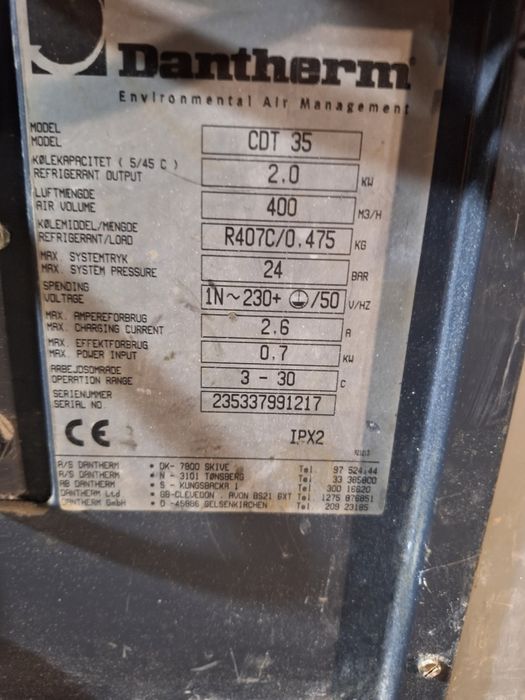 Dantherm
Environmental Air Management
MODEL
MODEL CDT 35
KØLEKAPACITET ( 5/45 C )
REFRIGERANT OUTPUT 2.0 KW
LUFTMENGDE
AIR VOLUME 400 M3/H
KØLEMIDDEL/MENGDE
REFRIGERANT/LOAD R407C/0.475 KG
MAX. SYSTEMTRYK
MAX. SYSTEM PRESSURE 24 BAR
SPENDING
VOLTAGE 1N~230+ ⏚/50 V/HZ
MAX. AMPEREFORBRUG
MAX. CHARGING CURRENT 2.6 A
MAX. EFFEKTFORBRUG
MAX. POWER INPUT 0.7 KW
ARBEJDSOMRADE
OPERATION RANGE 3 - 30 C
SERIENUMMER
SERIAL NO 235337991217
CE IPX2
A/S DANTHERM • DK- 7800 SKIVE Tel. 97 524144
A/S DANTHERM • N - 3101 TØNSBERG Tel. 33 385800
AB DANTHERM • S - KUNGSBACKA 1 Tel. 300 16620
DANTHERM Ltd • GB-CLEVEDON AVON BS21 6XT Tel. 1275 876851
DANTHERM GmbH • D -45886 GELSENKIRCHEN Tel. 209 23185